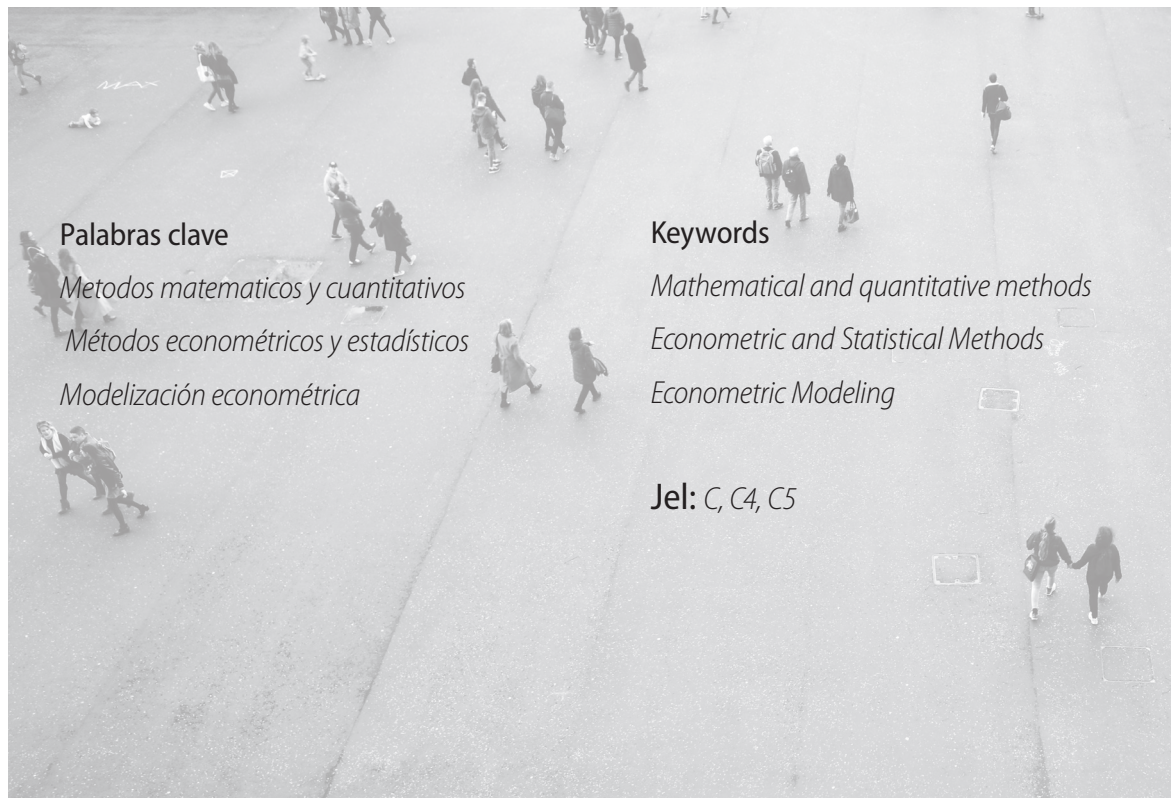 MAX
Palabras clave
Metodos matematicos y cuantitativos
Métodos econométricos y estadísticos
Modelización econométrica
Keywords
Mathematical and quantitative methods
Econometric and Statistical Methods
Econometric Modeling
Jel: C, C4, C5